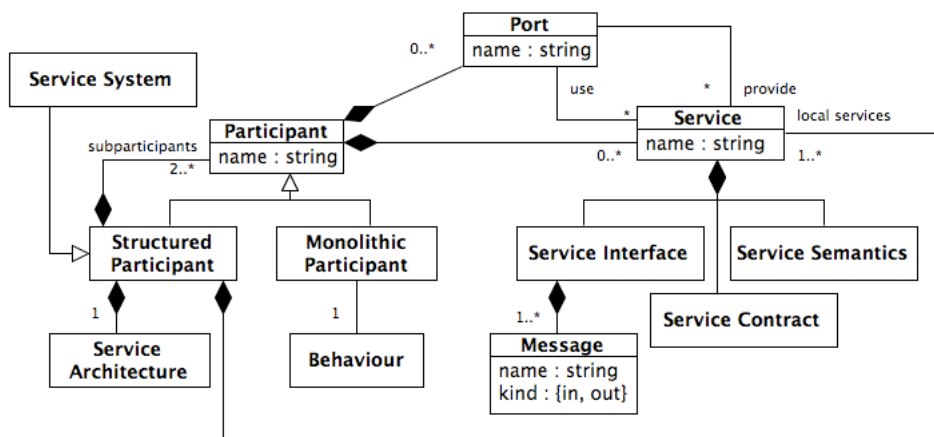 Port
name : string
0..*
Service System
use
*
provide
*
Participant
name : string
Service
name : string
local services
subparticipants
2..*
0..*
1..*
Structured
Participant
Monolithic
Participant
Service Interface
Service Semantics
1
1
1..*
Service Contract
Service
Architecture
Behaviour
Message
name : string
kind : {in, out}